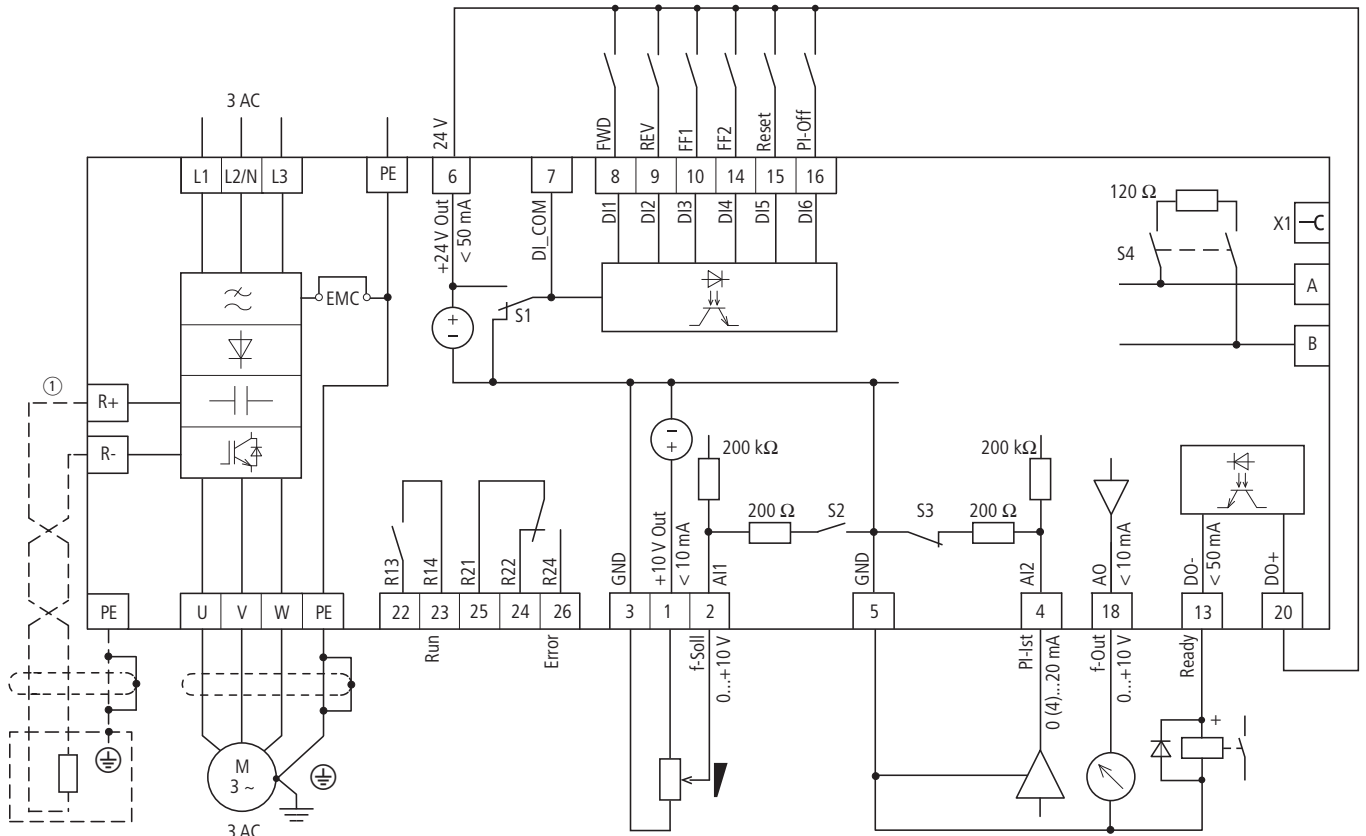 3 AC
24 V
FWD
REV
FF1
FF2
Reset
PI-Off
L1
L2/N
L3
PE
6
7
8
9
10
14
15
16
+24 V Out
< 50 mA
DI_COM
DI1
DI2
DI3
DI4
DI5
DI6
120 Ω
X1
S4
A
B
EMC
+
-
S1
①
R+
R-
-
+
200 kΩ
200 kΩ
200 Ω
S2
S3
200 Ω
R13
R14
R21
R22
R24
GND
+10 V Out
< 10 mA
AI1
GND
AI2
AO
< 10 mA
DO-
< 50 mA
DO+
PE
U
V
W
PE
22
23
25
24
26
3
1
2
5
4
18
13
20
Run
Error
f-Soll
0...+10 V
PI-Ist
0 (4)...20 mA
f-Out
0...+10 V
Ready
+
M
3 ~
3 AC